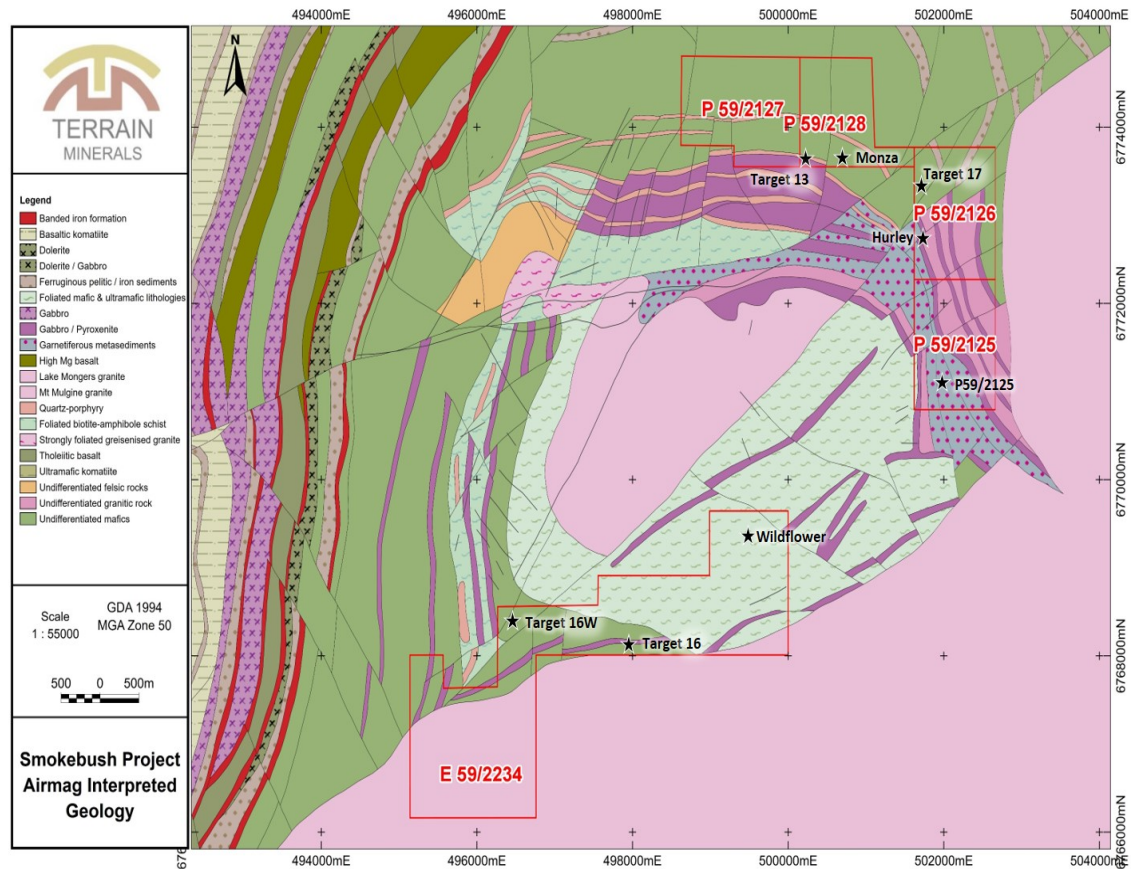 494000mE 496000mE 498000mE 500000mE 502000mE 504000mE
TERRAIN
MINERALS
N
Legend
Banded iron formation
Basaltic komatiite
Dolerite
Dolerite / Gabbro
Ferruginous pelitic / iron sediments
Foliated mafic & ultramafic lithologies
Gabbro
Gabbro / Pyroxenite
Garnetiferous metasediments
High Mg basalt
Lake Mongers granite
Mt Mulgine granite
Quartz-porphyry
Foliated biotite-amphibole schist
Strongly foliated greisenised granite
Tholeiitic basalt
Ultramafic komatiite
Undifferentiated felsic rocks
Undifferentiated granitic rock
Undifferentiated mafics
Scale
1 : 55000
GDA 1994
MGA Zone 50
500 0 500m
Smokebush Project
Airmag Interpreted
Geology
P 59/2127
P 59/2128
Target 13
Monza
Target 17
P 59/2126
Hurley
P 59/2125
P59/2125
Wildflower
Target 16W
Target 16
E 59/2234
6774000mN
6772000mN
6770000mN
6768000mN
6766000mN
676
494000mE 496000mE 498000mE 500000mE 502000mE 504000mE